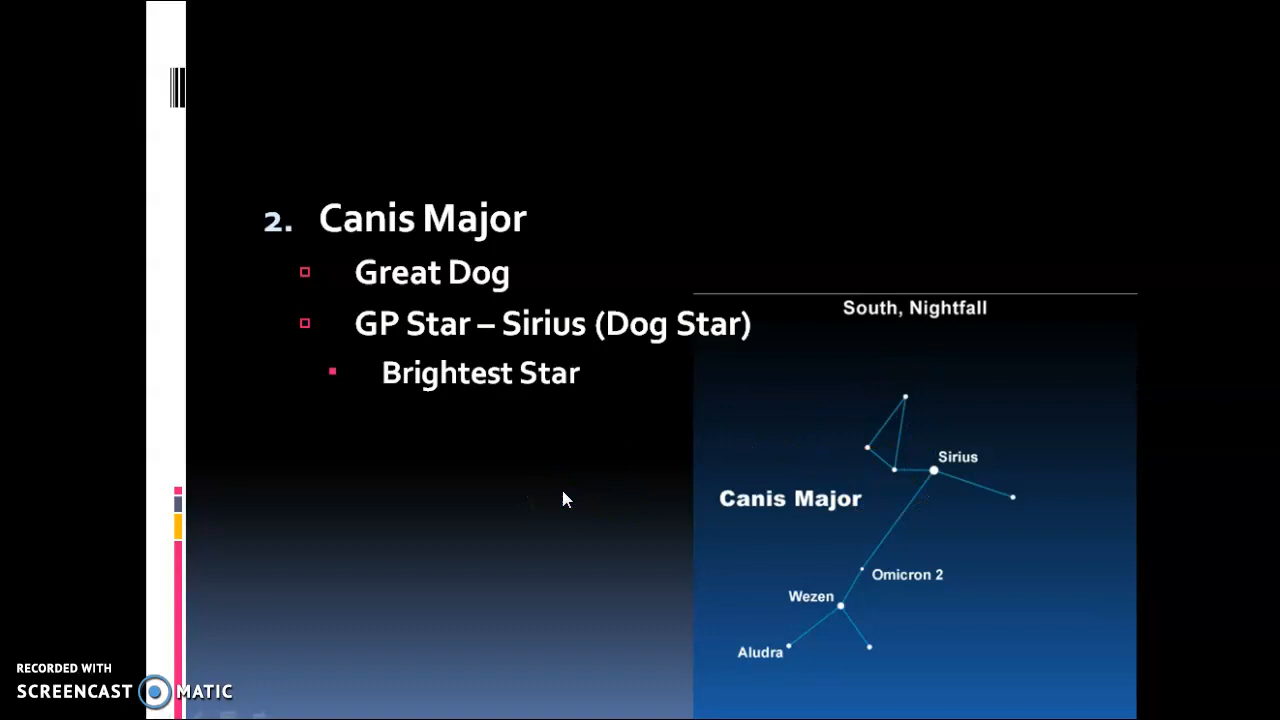 2. Canis Major
Great Dog
GP Star – Sirius (Dog Star)
Brightest Star
South, Nightfall
Sirius
Canis Major
Omicron 2
Wezen
Aludra
RECORDED WITH
SCREENCAST MATIC